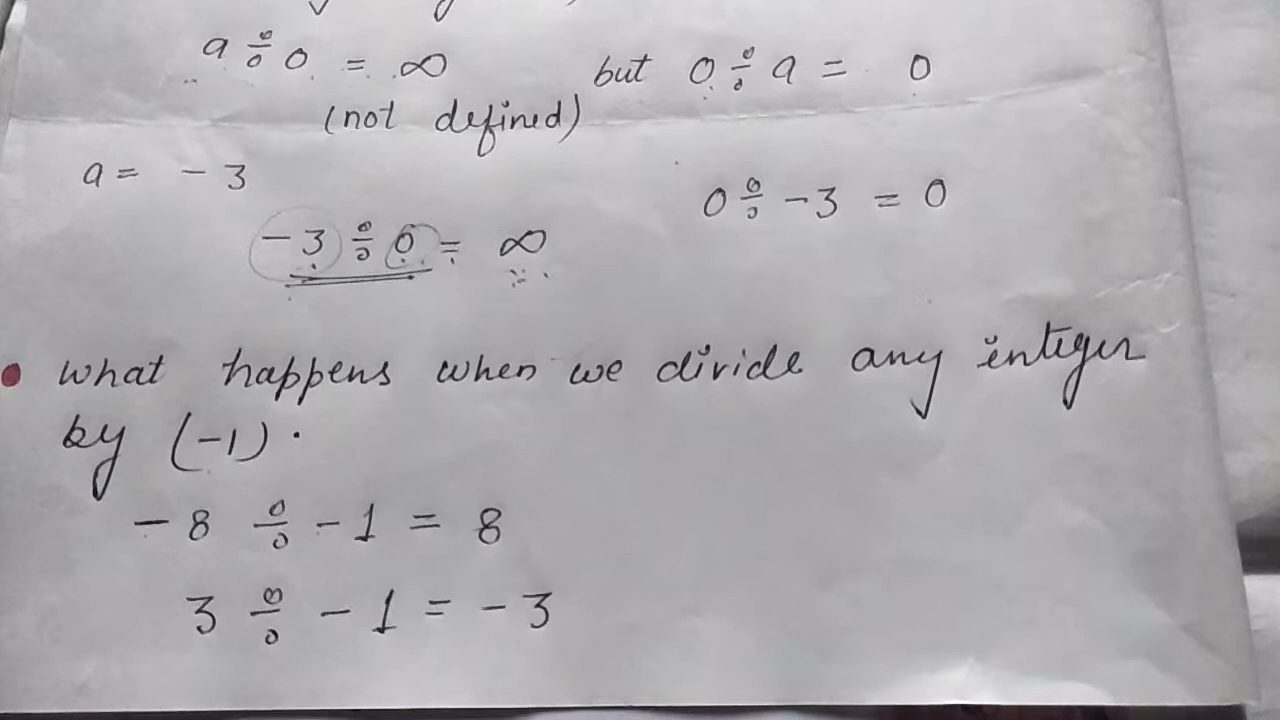 a ÷ 0 = ∞ but 0 ÷ a = 0
(not defined)
a = - 3
0 ÷ - 3 = 0
- 3 ÷ 0 = ∞
• what happens when we divide any integer
by (-1) .
- 8 ÷ - 1 = 8
3 ÷ - 1 = - 3